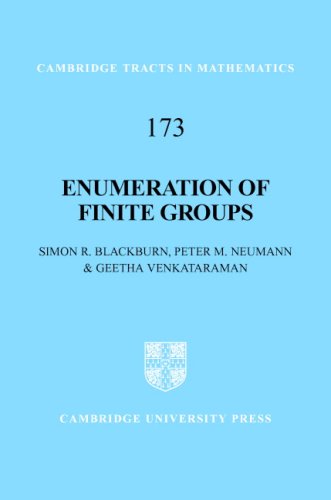 CAMBRIDGE TRACTS IN MATHEMATICS
173
ENUMERATION OF
FINITE GROUPS
SIMON R. BLACKBURN, PETER M. NEUMANN
& GEETHA VENKATARAMAN
CAMBRIDGE UNIVERSITY PRESS